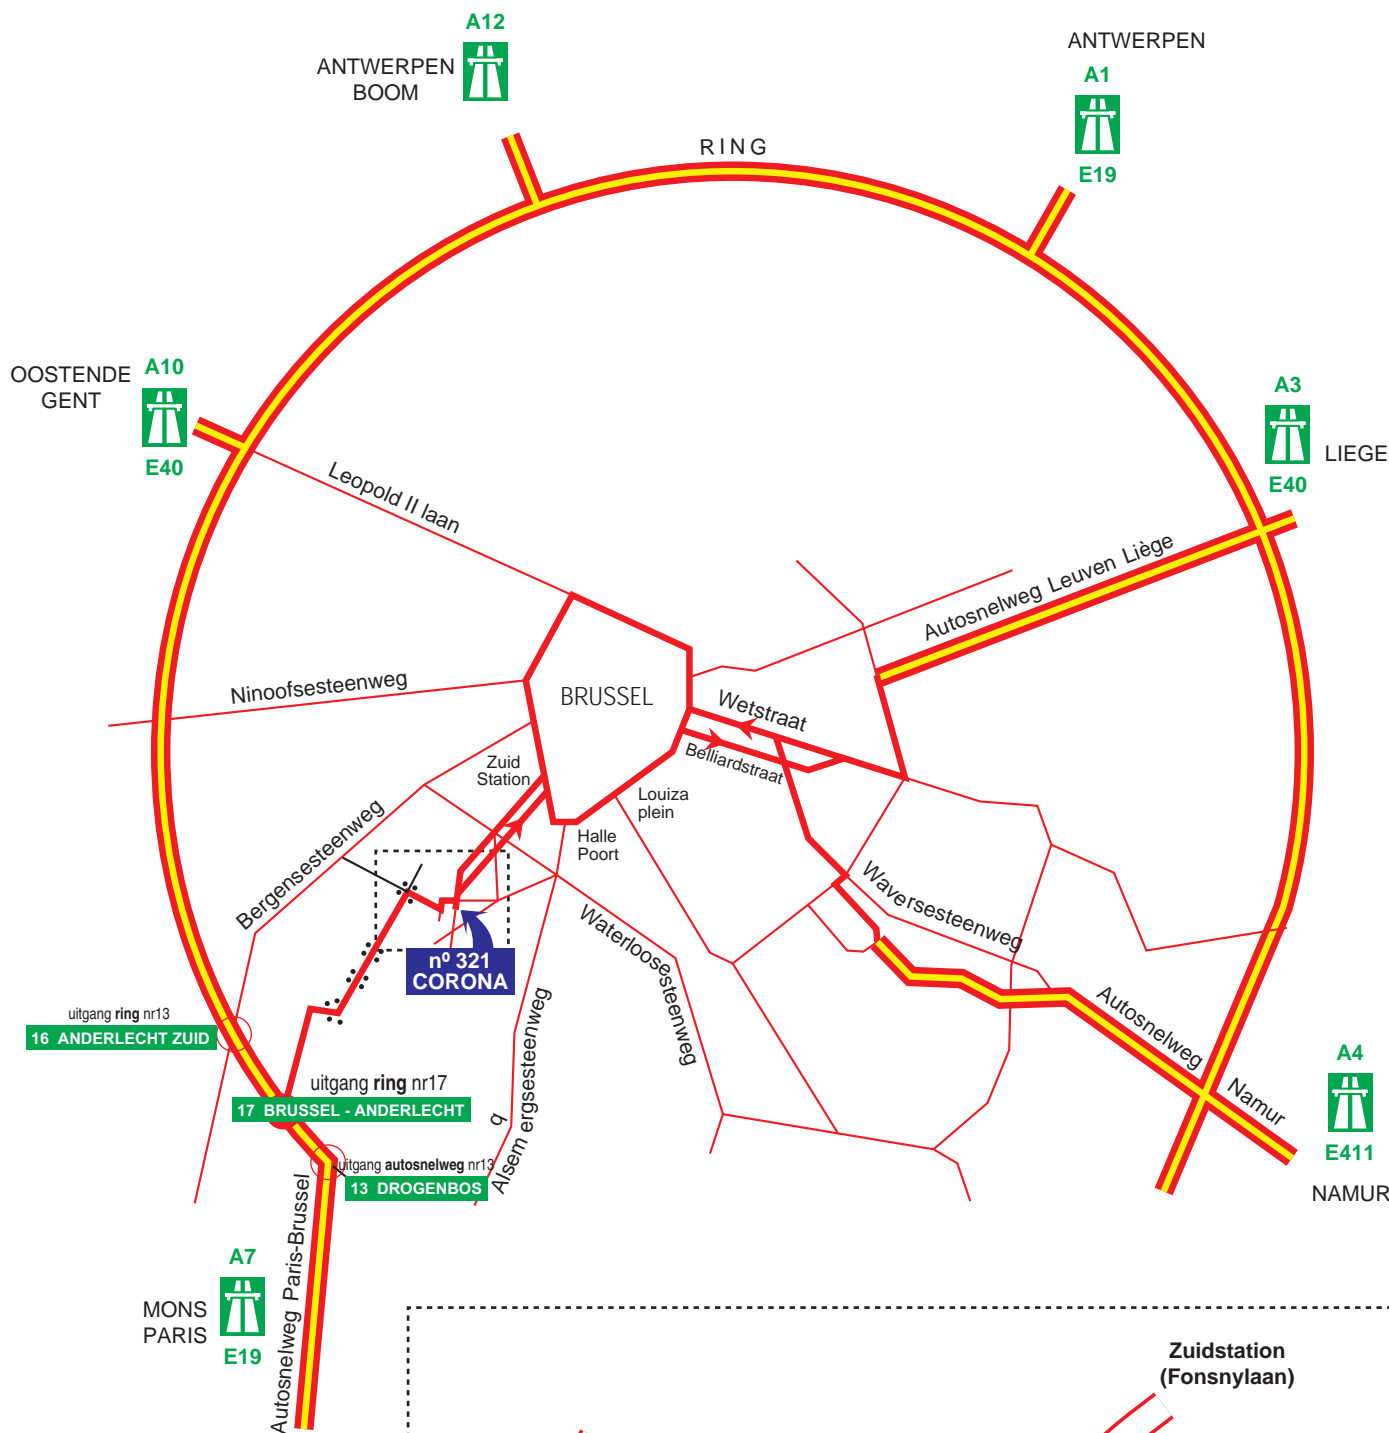 A12
ANTWERPEN
BOOM
ANTWERPEN
A1
E19
RING
OOSTENDE
GENT
A10
E40
A3
LIEGE
E40
Leopold II laan
Autosnelweg Leuven Liège
Ninoofsesteenweg
BRUSSEL
Wetstraat
Belliardstraat
Zuid
Station
Louiza
plein
Halle
Poort
Bergensesteenweg
Waversesteenweg
Waterloosesteenweg
nº 321
CORONA
uitgang ring nr13
16 ANDERLECHT ZUID
uitgang ring nr17
17 BRUSSEL - ANDERLECHT
uitgang autosnelweg nr13
13 DROGENBOS
Alsem ergsesteenweg
b
Autosnelweg Namur
A4
E411
NAMUR
Autosnelweg Paris-Brussel
A7
MONS
PARIS
E19
Zuidstation
(Fonsnylaan)